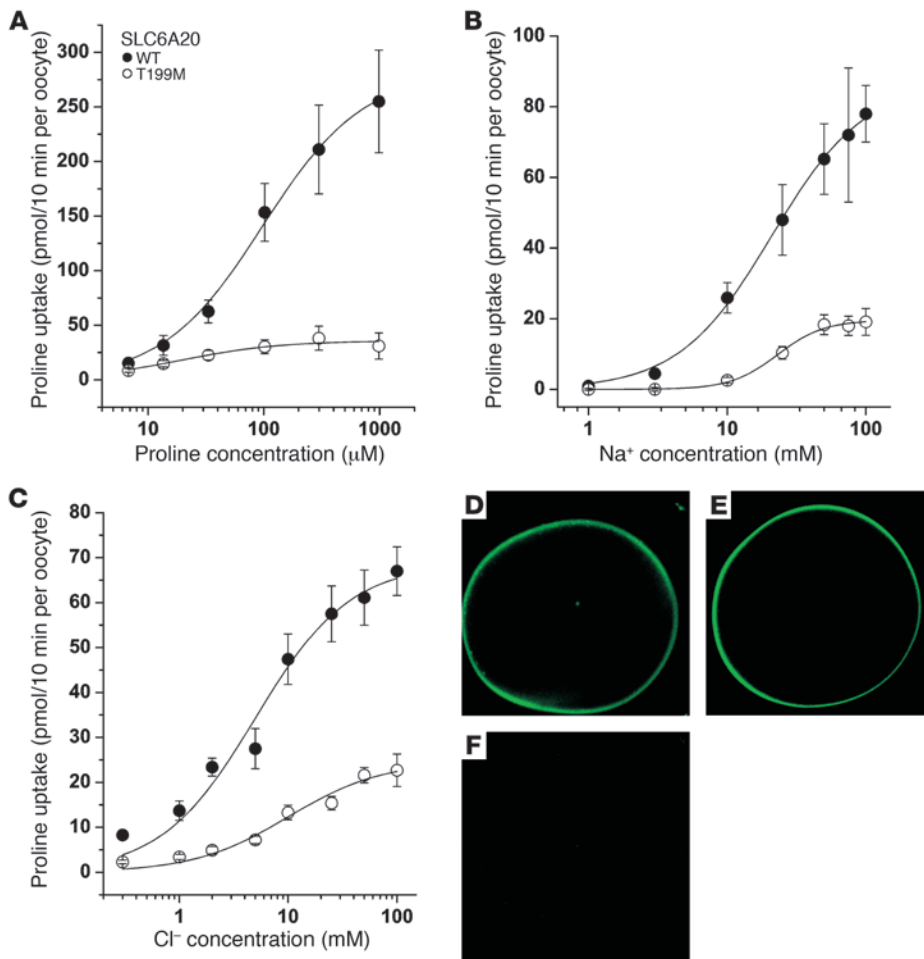 A
SLC6A20
WT
T199M
300
250
200
150
100
50
0
10
100
1000
Proline uptake (pmol/10 min per oocyte)
Proline concentration (μM)
B
100
80
60
40
20
0
1
10
100
Proline uptake (pmol/10 min per oocyte)
Na⁺ concentration (mM)
C
80
70
60
50
40
30
20
10
0
1
10
100
Proline uptake (pmol/10 min per oocyte)
Cl⁻ concentration (mM)
D
E
F